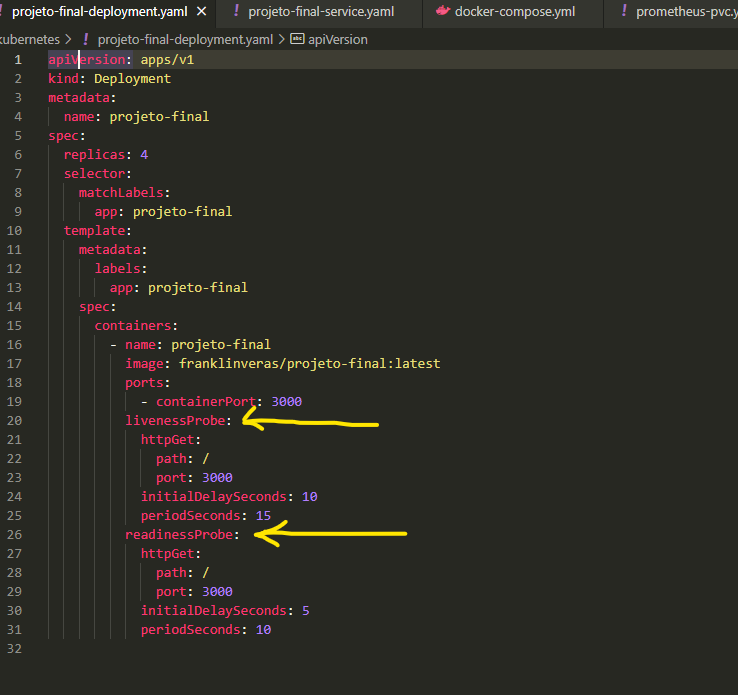 projeto-final-deployment.yaml × ! projeto-final-service.yaml docker-compose.yml ! prometheus-pvc.y
kubernetes > ! projeto-final-deployment.yaml > abc apiVersion
1 apiVersion: apps/v1
2 kind: Deployment
3 metadata:
4 name: projeto-final
5 spec:
6 replicas: 4
7 selector:
8 matchLabels:
9 app: projeto-final
10 template:
11 metadata:
12 labels:
13 app: projeto-final
14 spec:
15 containers:
16 - name: projeto-final
17 image: franklinveras/projeto-final:latest
18 ports:
19 - containerPort: 3000
20 livenessProbe:
21 httpGet:
22 path: /
23 port: 3000
24 initialDelaySeconds: 10
25 periodSeconds: 15
26 readinessProbe:
27 httpGet:
28 path: /
29 port: 3000
30 initialDelaySeconds: 5
31 periodSeconds: 10
32